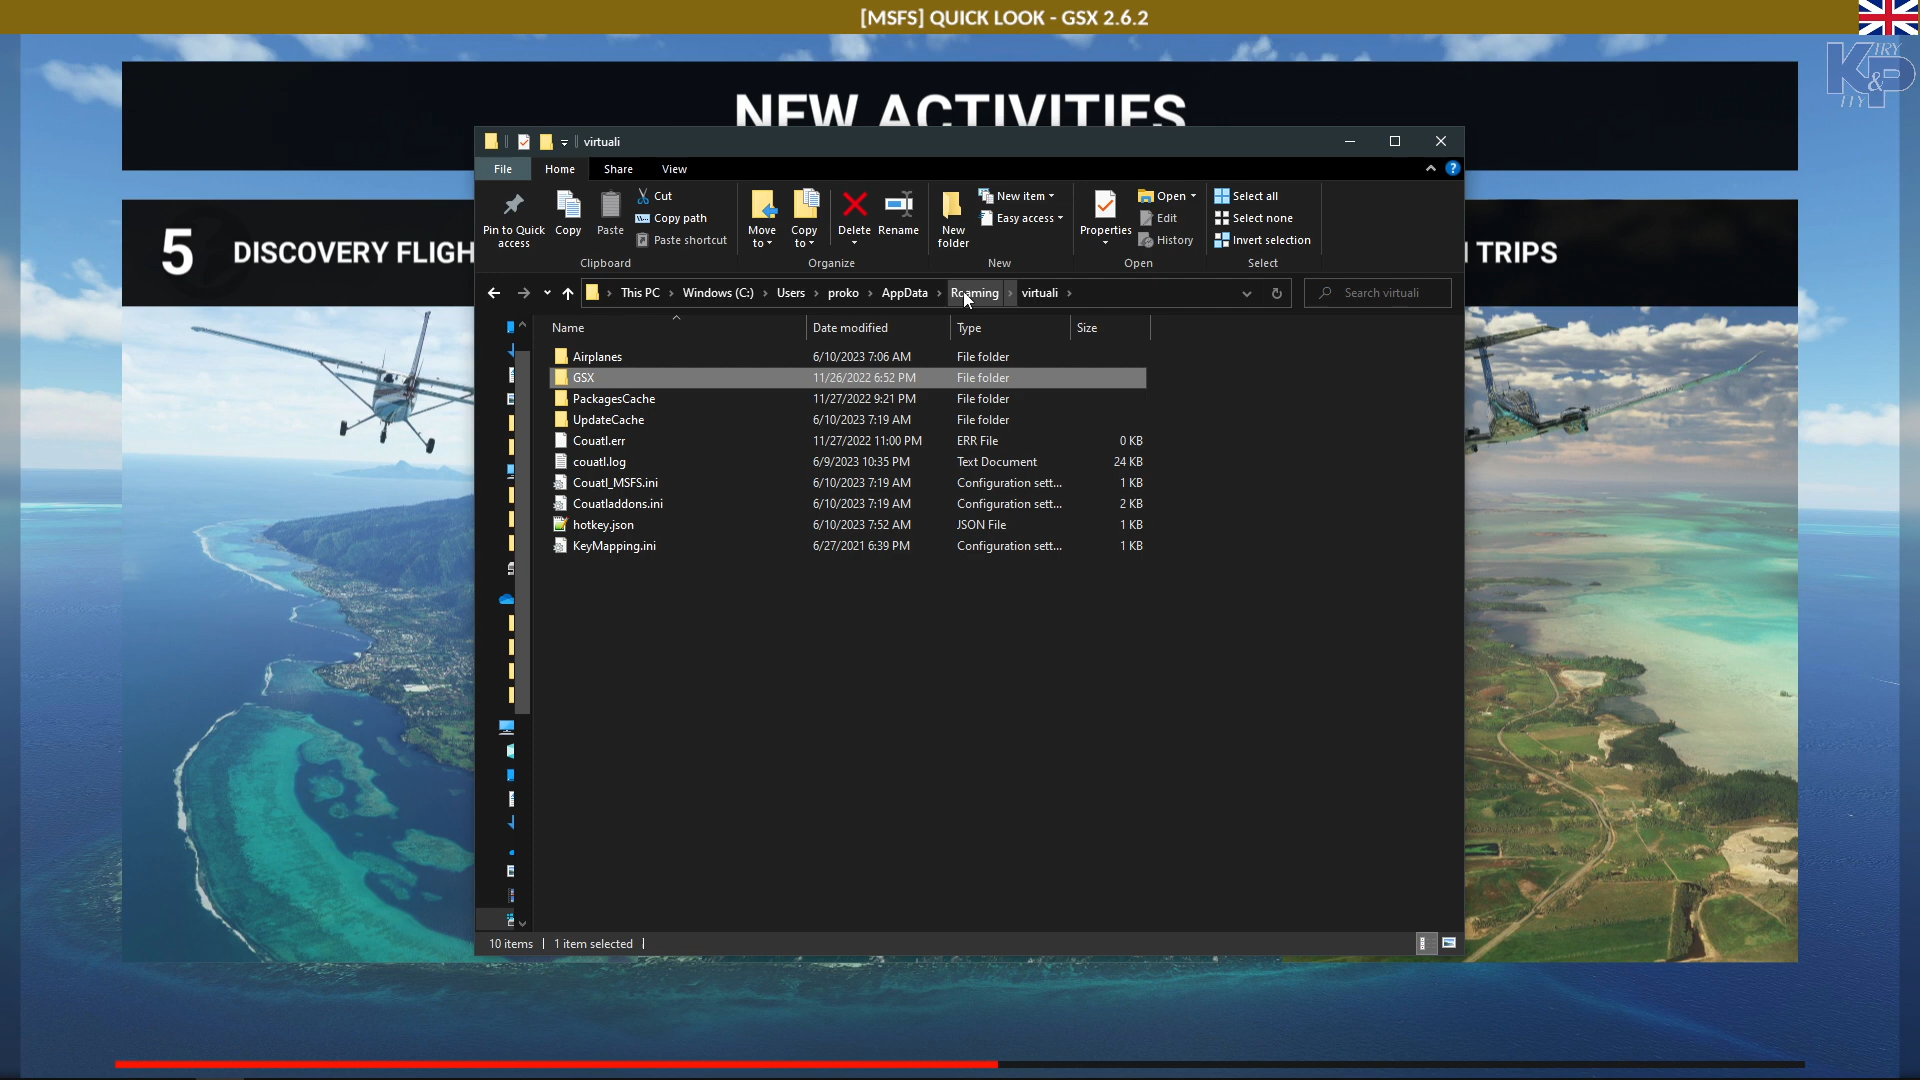 [MSFS] QUICK LOOK - GSX 2.6.2
K&P
NEW ACTIVITIES
5 DISCOVERY FLIGH
TRIPS
virtuali
File Home Share View
Pin to Quick access
Copy
Paste
Cut
Copy path
Paste shortcut
Move to
Copy to
Delete
Rename
New folder
New item
Easy access
Properties
Open
Edit
History
Select all
Select none
Invert selection
Clipboard Organize New Open Select
This PC Windows (C:) Users proko AppData Roaming virtuali
Search virtuali
Name Date modified Type Size
Airplanes 6/10/2023 7:06 AM File folder
GSX 11/26/2022 6:52 PM File folder
PackagesCache 11/27/2022 9:21 PM File folder
UpdateCache 6/10/2023 7:19 AM File folder
Couatl.err 11/27/2022 11:00 PM ERR File 0 KB
couatl.log 6/9/2023 10:35 PM Text Document 24 KB
Couatl_MSFS.ini 6/10/2023 7:19 AM Configuration sett... 1 KB
Couatladdons.ini 6/10/2023 7:19 AM Configuration sett... 2 KB
hotkey.json 6/10/2023 7:52 AM JSON File 1 KB
KeyMapping.ini 6/27/2021 6:39 PM Configuration sett... 1 KB
10 items 1 item selected